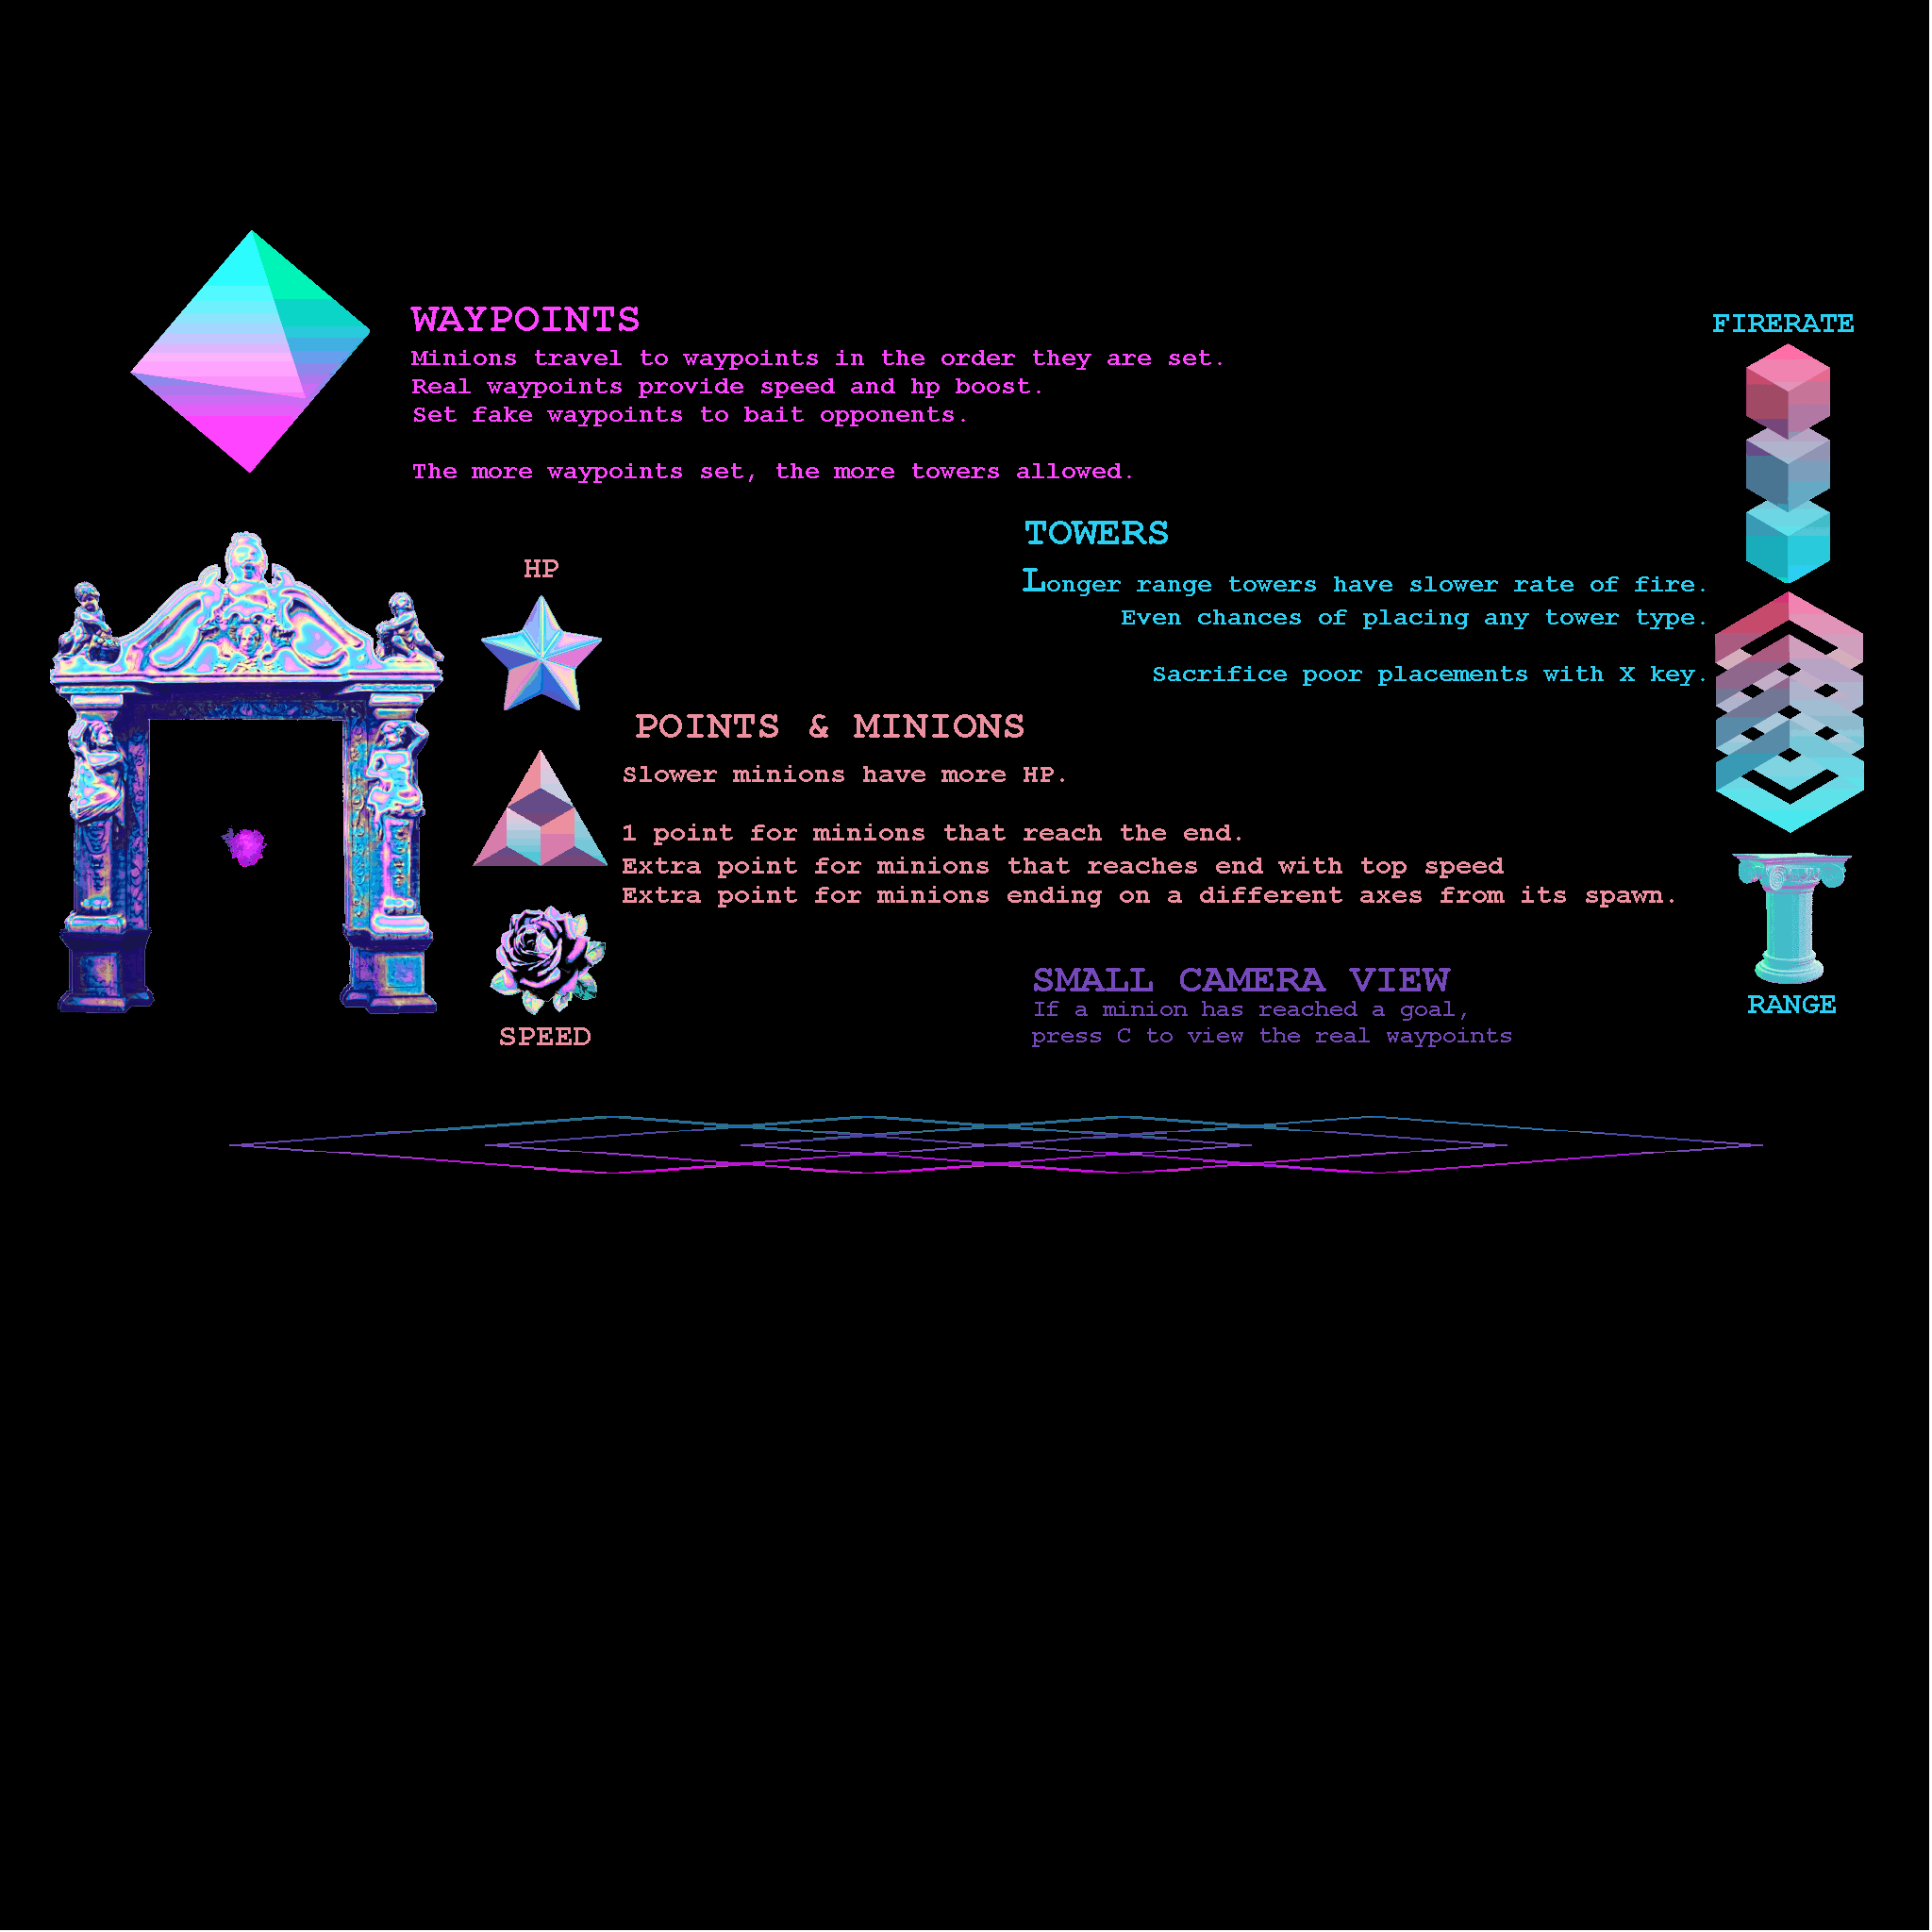 WAYPOINTS
Minions travel to waypoints in the order they are set.
Real waypoints provide speed and hp boost.
Set fake waypoints to bait opponents.
The more waypoints set, the more towers allowed.
FIRERATE
TOWERS
Longer range towers have slower rate of fire.
Even chances of placing any tower type.
Sacrifice poor placements with X key.
RANGE
HP
SPEED
POINTS & MINIONS
Slower minions have more HP.
1 point for minions that reach the end.
Extra point for minions that reaches end with top speed
Extra point for minions ending on a different axes from its spawn.
SMALL CAMERA VIEW
If a minion has reached a goal,
press C to view the real waypoints